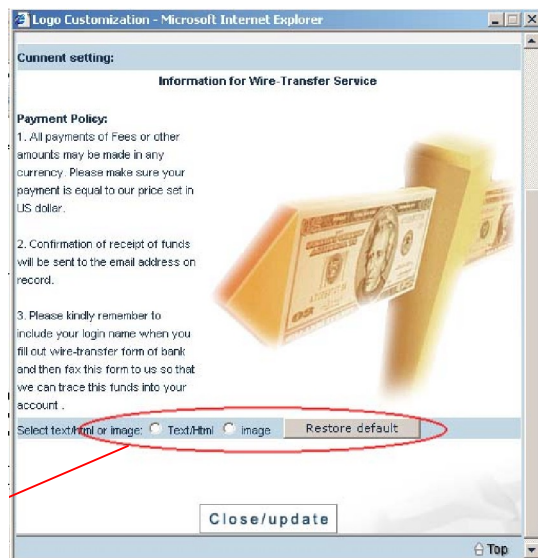 Logo Customization - Microsoft Internet Explorer
Cunnent setting:
Information for Wire-Transfer Service
Payment Policy:
1. All payments of Fees or other
amounts may be made in any
currency. Please make sure your
payment is equal to our price set in
US dollar.
2. Confirmation of receipt of funds
will be sent to the email address on
record.
3. Please kindly remember to
include your login name when you
fill out wire-transfer form of bank
and then fax this form to us so that
we can trace this funds into your
account .
Select text/html or image: Text/Html image Restore default
Close/update
Top